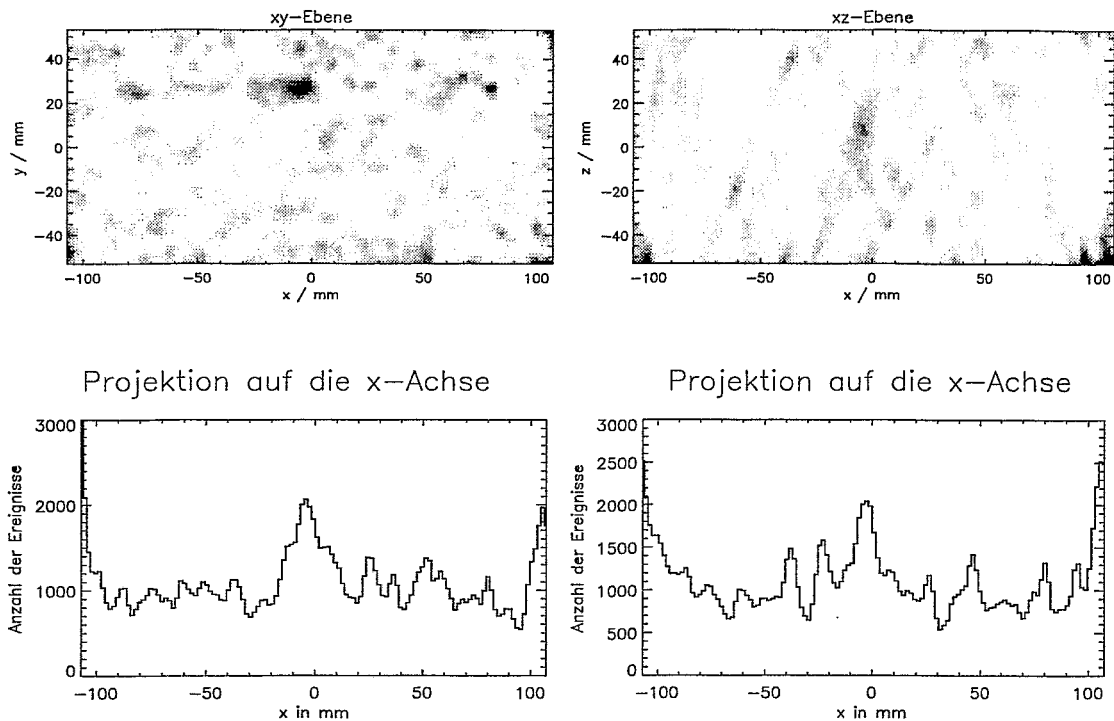 xy-Ebene
y / mm
40
20
0
-20
-40
-100 -50 0 50 100
x / mm
xz-Ebene
z / mm
40
20
0
-20
-40
-100 -50 0 50 100
x / mm
Projektion auf die x-Achse
Anzahl der Ereignisse
3000
2000
1000
0
-100 -50 0 50 100
x in mm
Projektion auf die x-Achse
Anzahl der Ereignisse
3000
2500
2000
1500
1000
500
0
-100 -50 0 50 100
x in mm